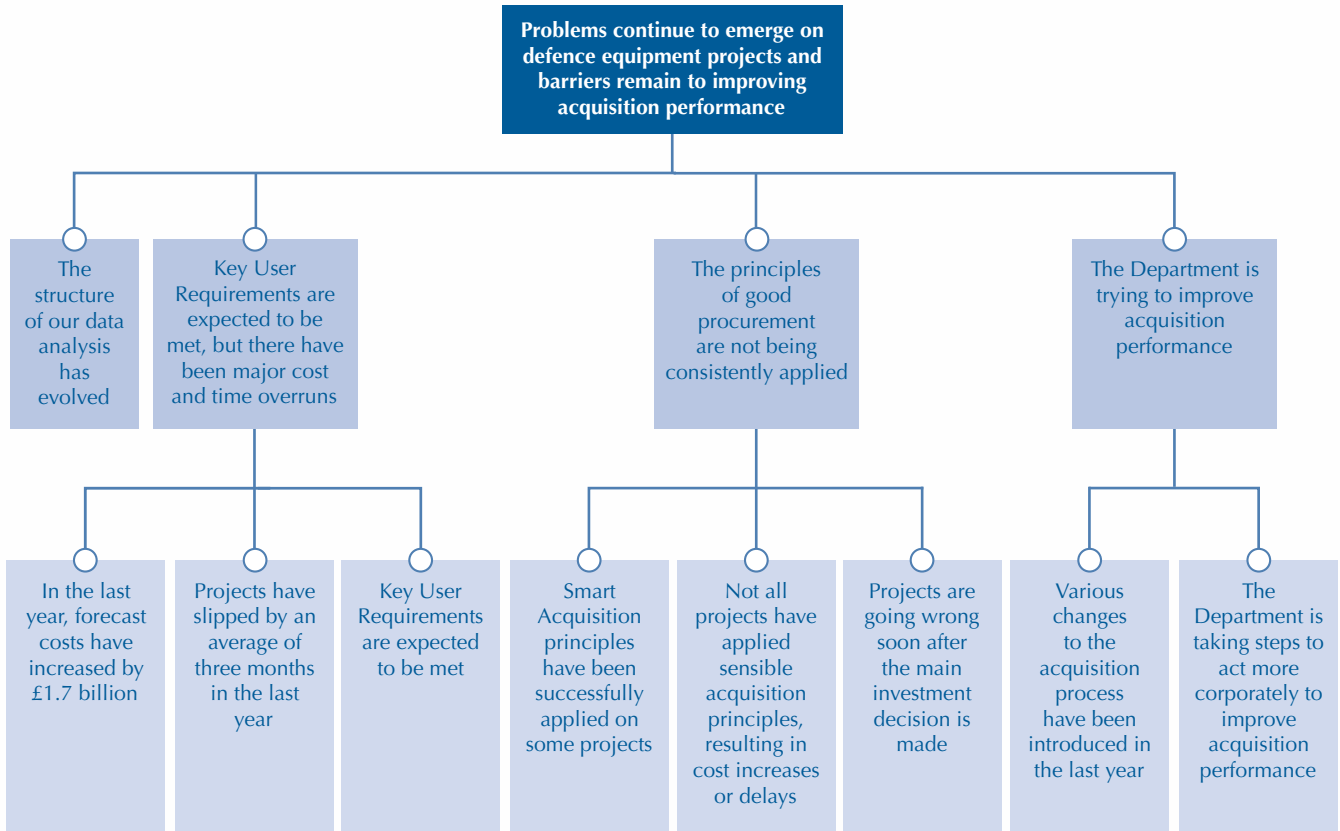 Problems continue to emerge on
defence equipment projects and
barriers remain to improving
acquisition performance
The
structure
of our data
analysis
has
evolved
Key User
Requirements are
expected to be
met, but there have
been major cost
and time overruns
The principles
of good
procurement
are not being
consistently applied
The Department is
trying to improve
acquisition
performance
In the last
year, forecast
costs have
increased by
£1.7 billion
Projects have
slipped by an
average of
three months
in the last
year
Key User
Requirements
are expected
to be met
Smart
Acquisition
principles
have been
successfully
applied on
some projects
Not all
projects have
applied
sensible
acquisition
principles,
resulting in
cost increases
or delays
Projects are
going wrong
soon after
the main
investment
decision is
made
Various
changes
to the
acquisition
process
have been
introduced in
the last year
The
Department is
taking steps to
act more
corporately to
improve
acquisition
performance